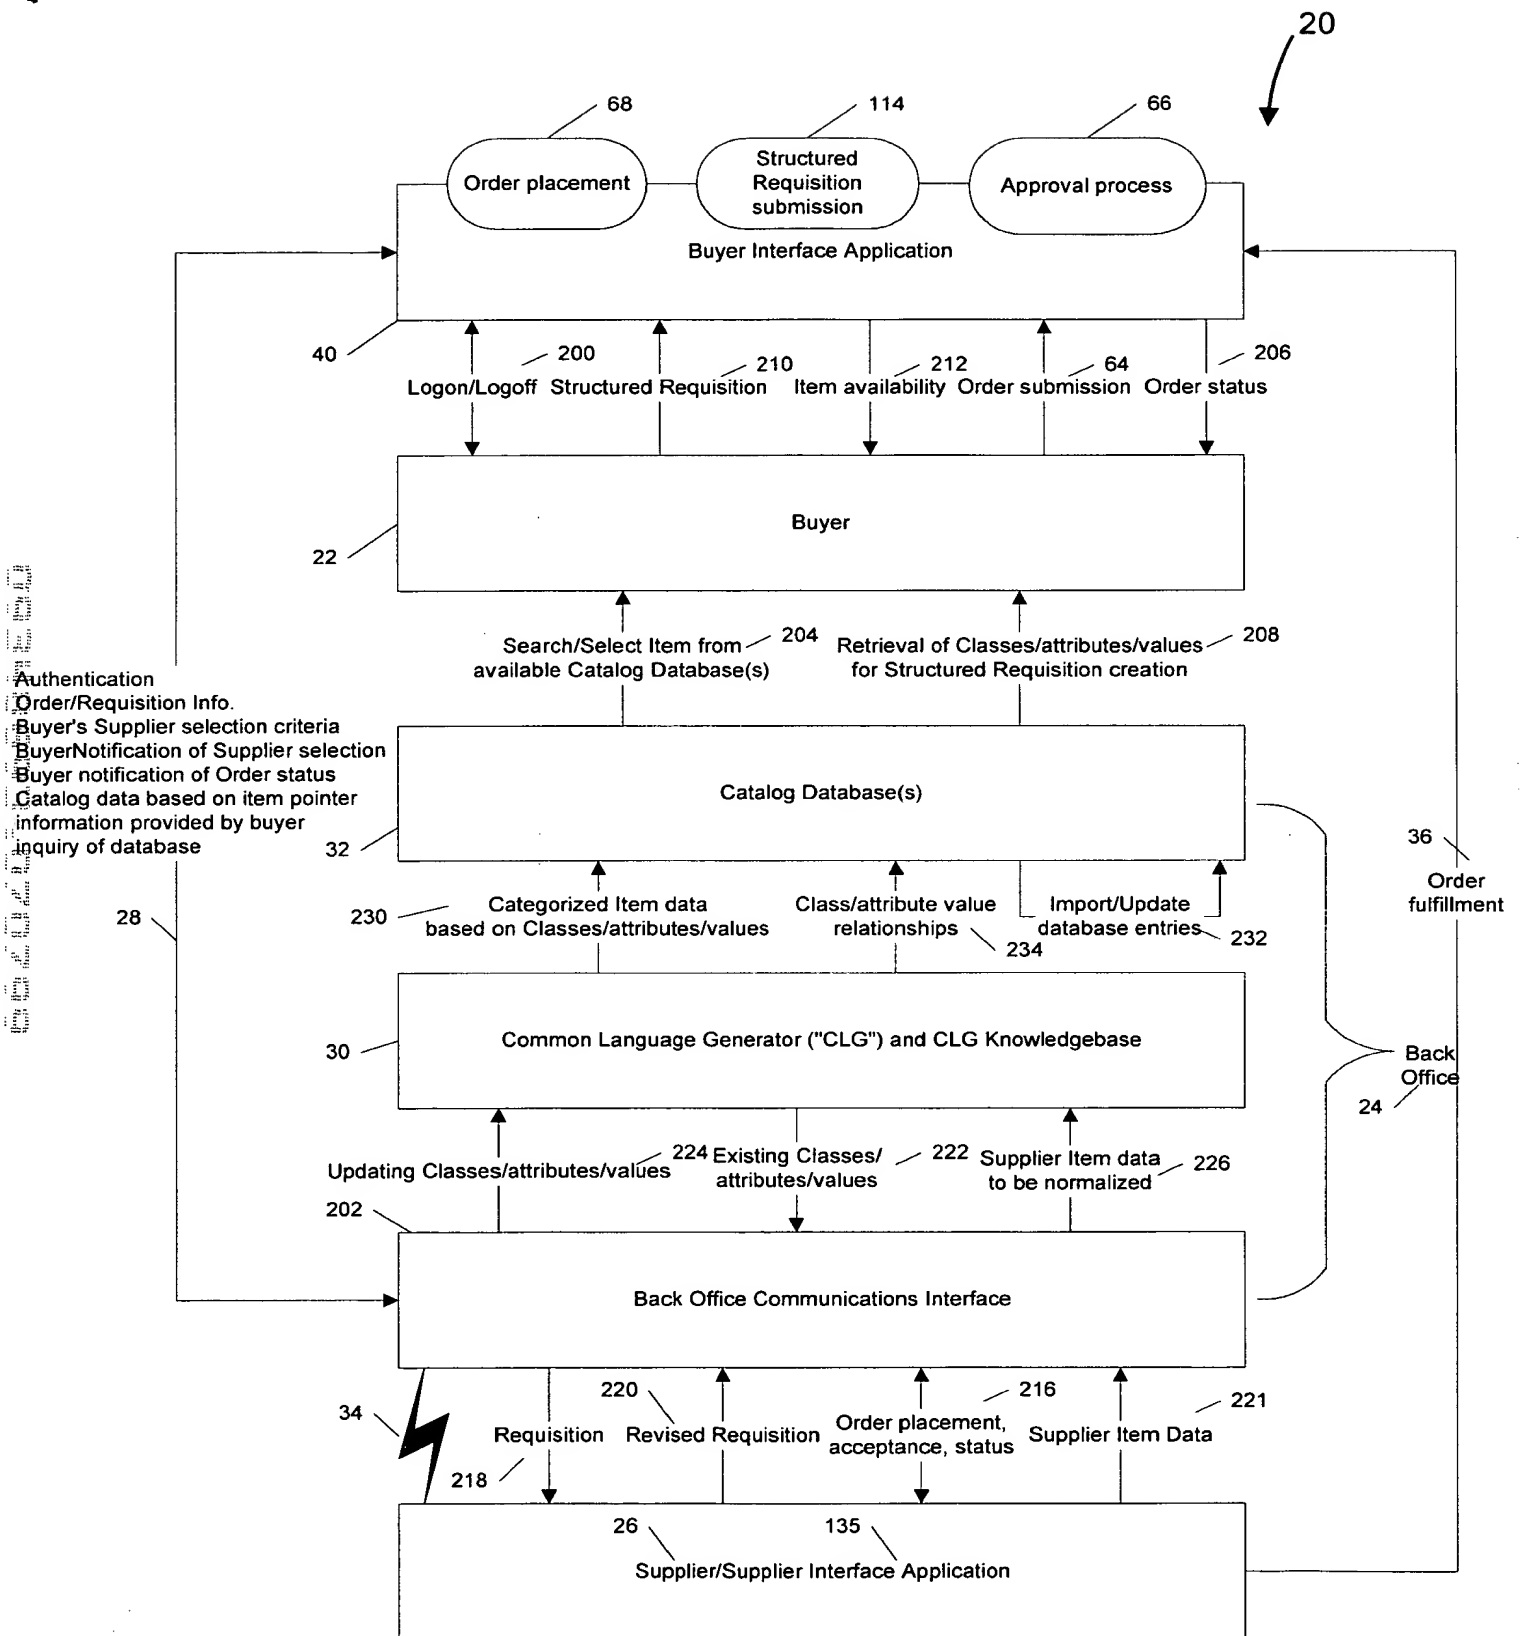 20
68
114
66
Order placement
Structured
Requisition
submission
Approval process
Buyer Interface Application
40
200
210
212
64
206
Logon/Logoff
Structured Requisition
Item availability
Order submission
Order status
Buyer
22
Search/Select Item from
available Catalog Database(s)
204
Retrieval of Classes/attributes/values
for Structured Requisition creation
208
Authentication
Order/Requisition Info.
Buyer's Supplier selection criteria
BuyerNotification of Supplier selection
Buyer notification of Order status
Catalog data based on item pointer
information provided by buyer
inquiry of database
28
Catalog Database(s)
32
36
Order
fulfillment
230
Categorized Item data
based on Classes/attributes/values
Class/attribute value
relationships
234
Import/Update
database entries
232
Common Language Generator ("CLG") and CLG Knowledgebase
30
Back
Office
24
Updating Classes/attributes/values
224
Existing Classes/
attributes/values
222
Supplier Item data
to be normalized
226
202
Back Office Communications Interface
34
Requisition
218
220
Revised Requisition
216
Order placement,
acceptance, status
221
Supplier Item Data
26
135
Supplier/Supplier Interface Application